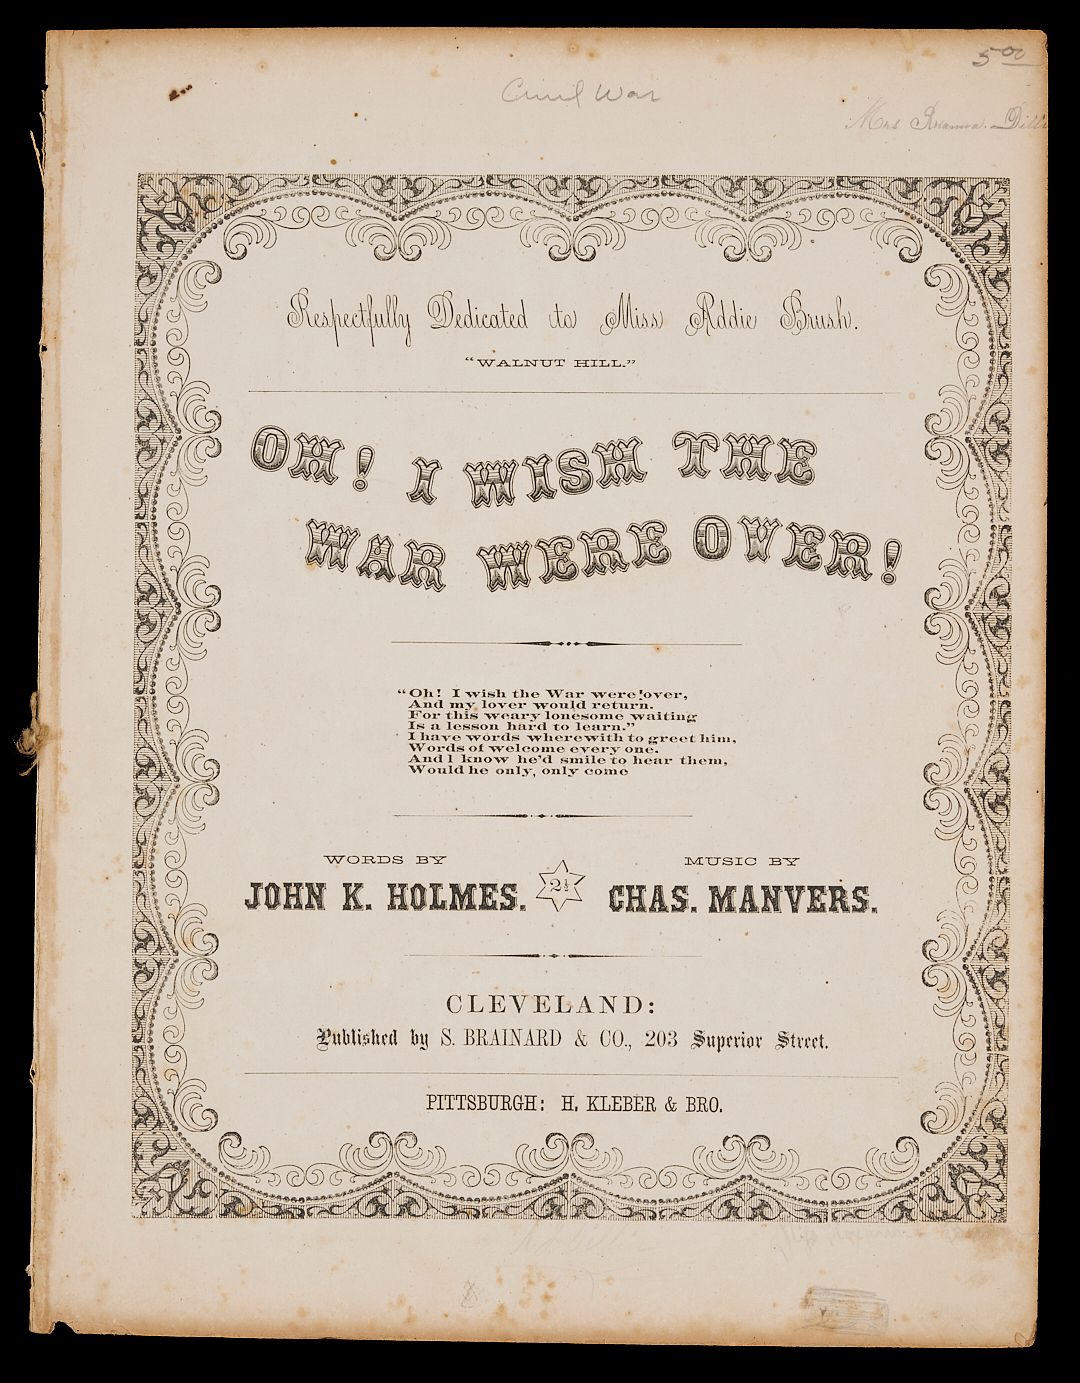 5 00
Civil War
Mrs
Respectfully Dedicated to Miss Addie Brush.
"WALNUT HILL."
OH! I WISH THE
WAR WERE OVER!
"Oh! I wish the War were over,
And my lover would return.
For this weary lonesome waiting
Is a lesson hard to learn."
I have words wherewith to greet him,
Words of welcome every one.
And I know he'd smile to hear them,
Would he only, only come
WORDS BY
JOHN K. HOLMES.
2½
MUSIC BY
CHAS. MANVERS.
CLEVELAND:
Published by S. BRAINARD & CO., 203 Superior Street.
PITTSBURGH: H. KLEBER & BRO.